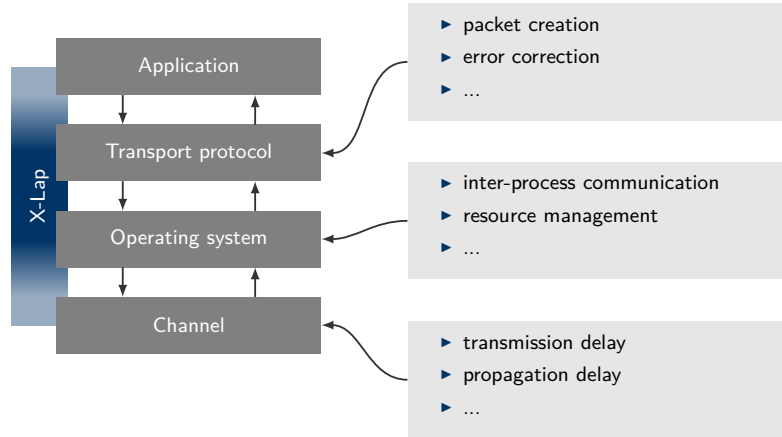 Application
Transport protocol
Operating system
Channel
X-Lap
► packet creation
► error correction
► ...
► inter-process communication
► resource management
► ...
► transmission delay
► propagation delay
► ...